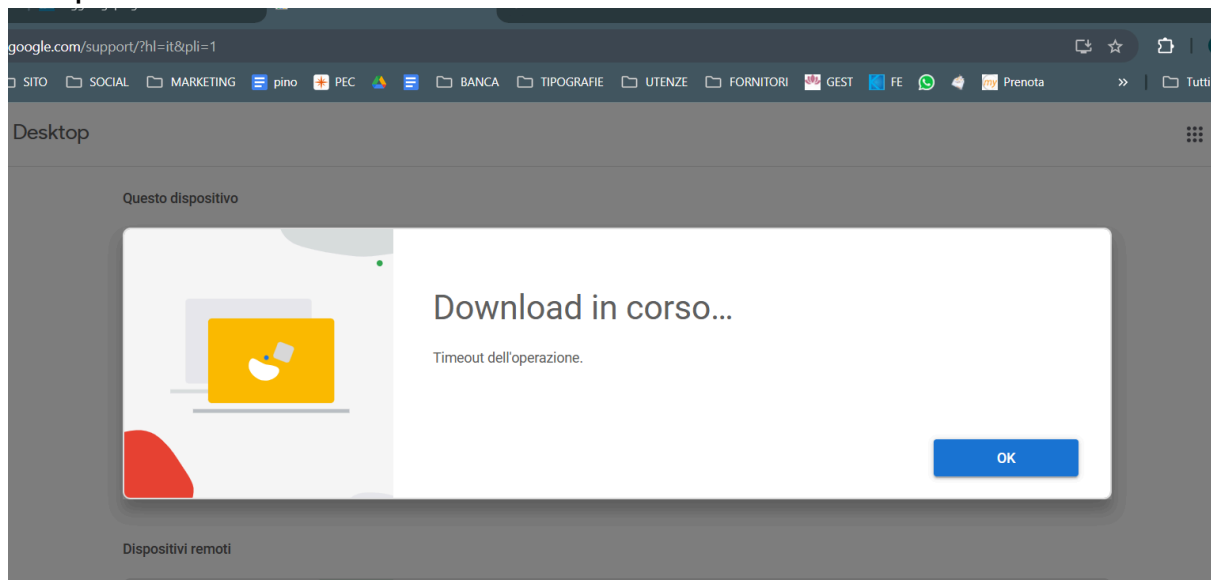 google.com/support/?hl=it&pli=1
SITO SOCIAL MARKETING pino PEC BANCA TIPOGRAFIE UTENZE FORNITORI GEST FE my Prenota » Tutti
Desktop
Questo dispositivo
Download in corso...
Timeout dell'operazione.
OK
Dispositivi remoti